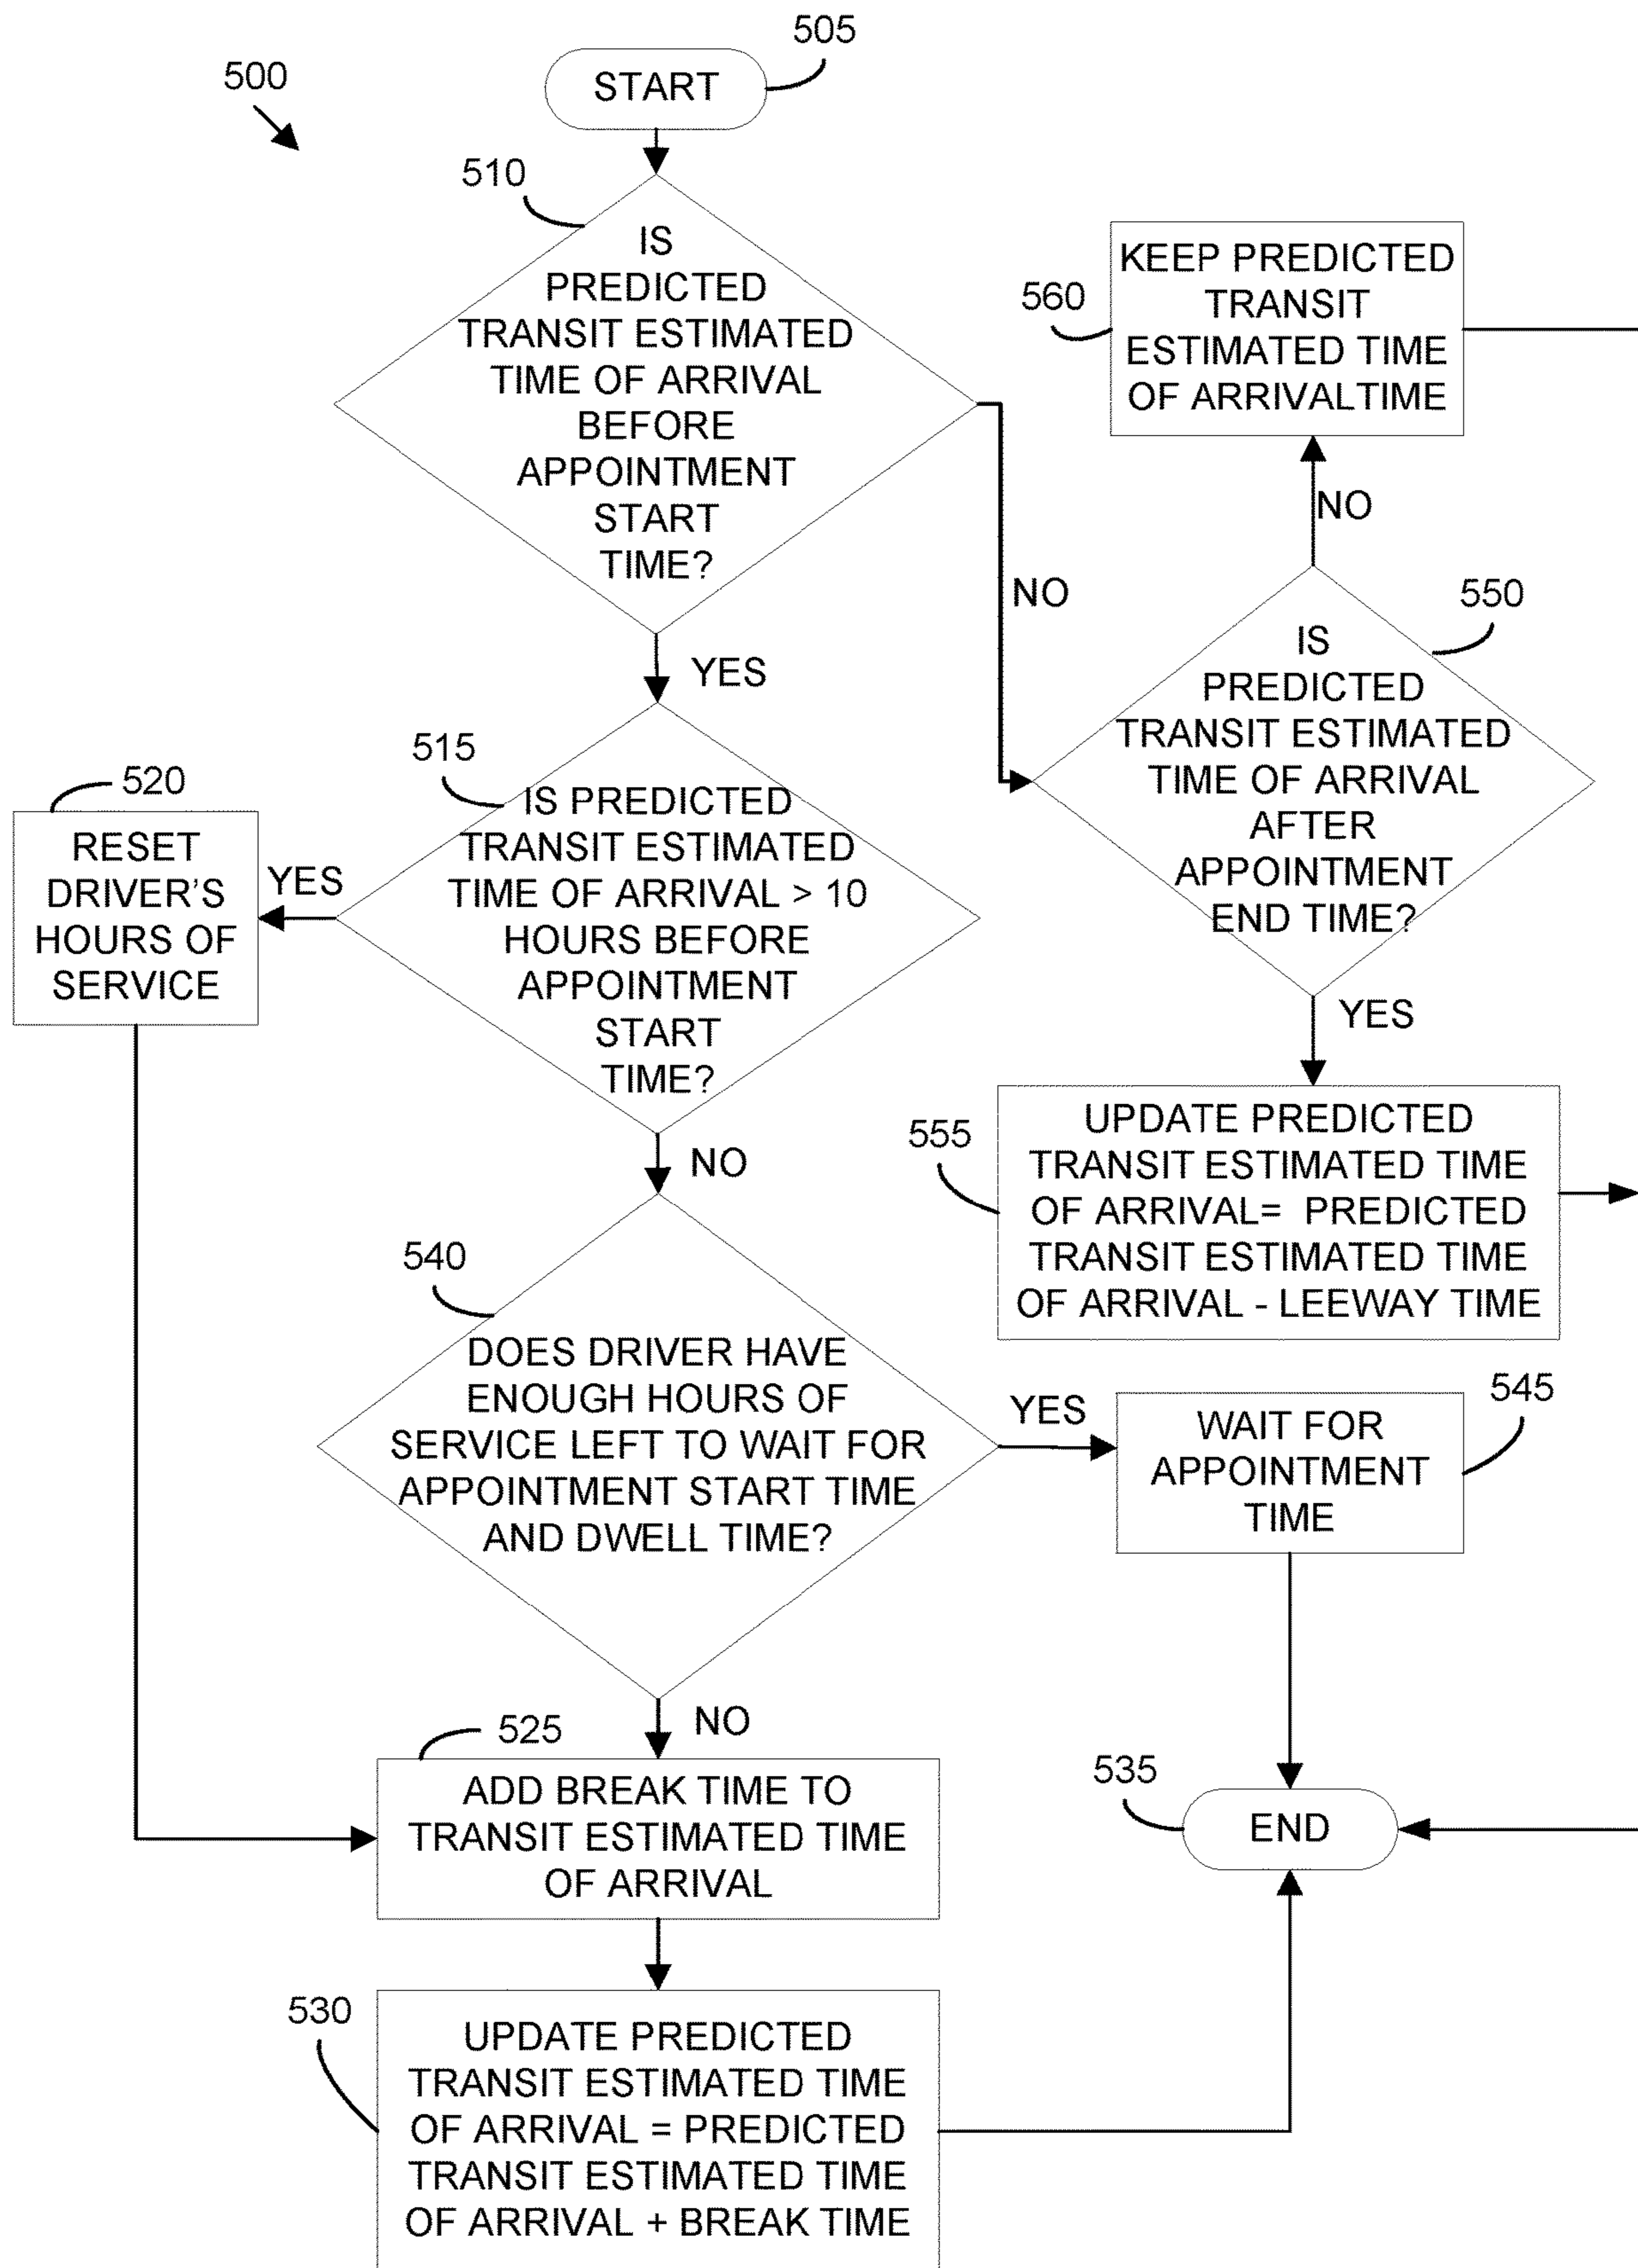 500
505
START
510
IS
PREDICTED
TRANSIT ESTIMATED
TIME OF ARRIVAL
BEFORE
APPOINTMENT
START
TIME?
NO
YES
560
KEEP PREDICTED
TRANSIT
ESTIMATED TIME
OF ARRIVALTIME
NO
550
IS
PREDICTED
TRANSIT ESTIMATED
TIME OF ARRIVAL
AFTER
APPOINTMENT
END TIME?
YES
515
IS PREDICTED
TRANSIT ESTIMATED
TIME OF ARRIVAL > 10
HOURS BEFORE
APPOINTMENT
START
TIME?
YES
NO
520
RESET
DRIVER'S
HOURS OF
SERVICE
555
UPDATE PREDICTED
TRANSIT ESTIMATED TIME
OF ARRIVAL= PREDICTED
TRANSIT ESTIMATED TIME
OF ARRIVAL - LEEWAY TIME
540
DOES DRIVER HAVE
ENOUGH HOURS OF
SERVICE LEFT TO WAIT FOR
APPOINTMENT START TIME
AND DWELL TIME?
YES
NO
545
WAIT FOR
APPOINTMENT
TIME
525
ADD BREAK TIME TO
TRANSIT ESTIMATED TIME
OF ARRIVAL
535
END
530
UPDATE PREDICTED
TRANSIT ESTIMATED TIME
OF ARRIVAL = PREDICTED
TRANSIT ESTIMATED TIME
OF ARRIVAL + BREAK TIME